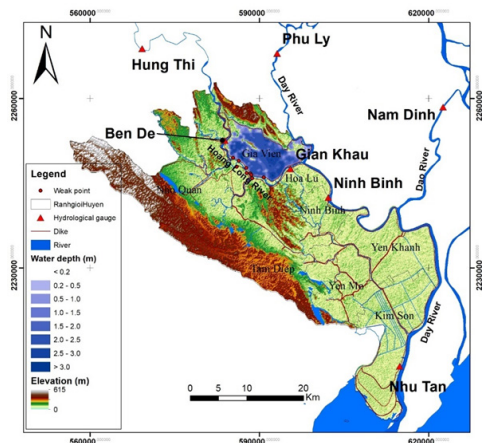 560000
590000
620000
N
Phu Ly
Hung Thi
Day River
2260000
2260000
Nam Dinh
Ben De
Gia Vien
Gian Khau
Dao River
Hoang Long River
Hoa Lu
Ninh Binh
Nho Quan
Ninh Binh
Legend
Weak point
Hydrological gauge
RanhgioiHuyen
Dike
River
Water depth (m)
< 0.2
0.2 - 0.5
0.5 - 1.0
1.0 - 1.5
1.5 - 2.0
2.0 - 2.5
2.5 - 3.0
> 3.0
Elevation (m)
615
0
Yen Khanh
2230000
2230000
Tam Diep
Yen Mo
Kim Son
Day River
Nhu Tan
0
10
20
Km
560000
590000
620000